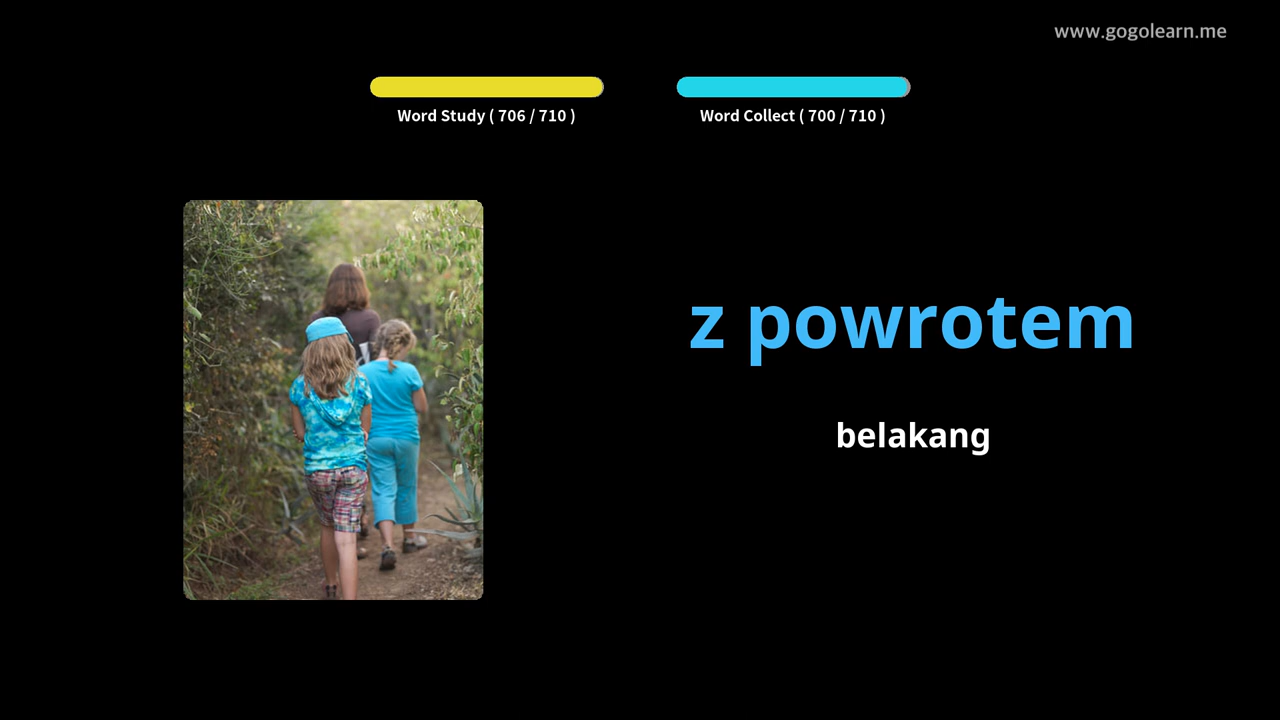 www.gogolearn.me
Word Study ( 706 / 710 )
Word Collect ( 700 / 710 )
z powrotem
belakang